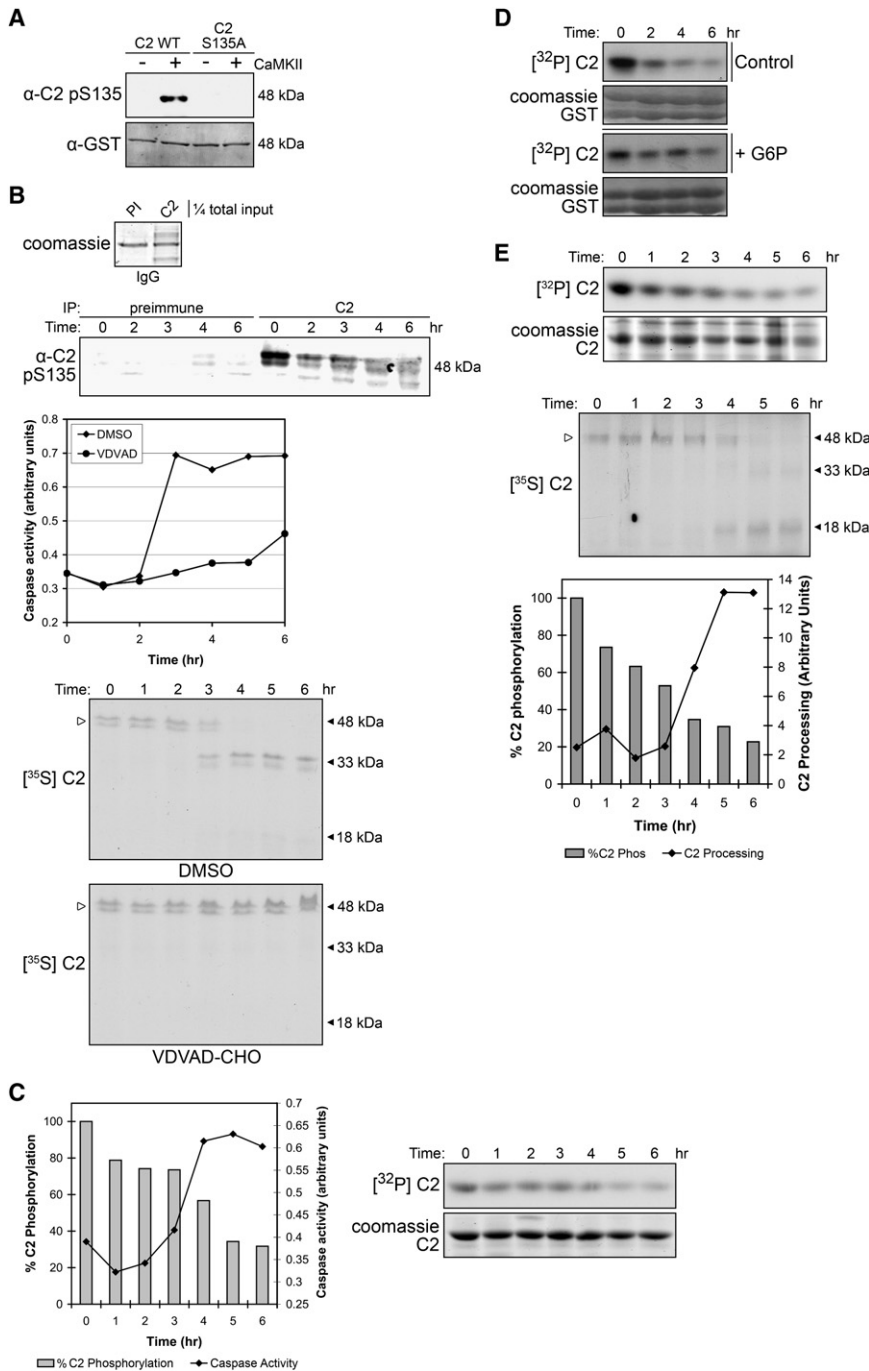 A
C2 WT
C2 S135A
- + - + CaMKII
α-C2 pS135
48 kDa
α-GST
48 kDa
B
PI C2 ¼ total input
coomassie
IgG
IP: preimmune C2
Time: 0 2 3 4 6 0 2 3 4 6 hr
α-C2 pS135
48 kDa
Caspase activity (arbitrary units)
0.8
0.7
0.6
0.5
0.4
0.3
0.2
DMSO
VDVAD
0 2 4 6
Time (hr)
Time: 0 1 2 3 4 5 6 hr
[³⁵S] C2
48 kDa
33 kDa
18 kDa
DMSO
[³⁵S] C2
48 kDa
33 kDa
18 kDa
VDVAD-CHO
C
% C2 Phosphorylation
100
80
60
40
20
0
Caspase activity (arbitrary units)
0.7
0.65
0.6
0.55
0.5
0.45
0.4
0.35
0.3
0.25
0 1 2 3 4 5 6
Time (hr)
% C2 Phosphorylation
Caspase Activity
Time: 0 1 2 3 4 5 6 hr
[³²P] C2
coomassie C2
D
Time: 0 2 4 6 hr
[³²P] C2
Control
coomassie GST
[³²P] C2
+ G6P
coomassie GST
E
Time: 0 1 2 3 4 5 6 hr
[³²P] C2
coomassie C2
Time: 0 1 2 3 4 5 6 hr
[³⁵S] C2
48 kDa
33 kDa
18 kDa
% C2 phosphorylation
100
80
60
40
20
0
C2 Processing (Arbitrary Units)
14
12
10
8
6
4
2
0
0 1 2 3 4 5 6
Time (hr)
%C2 Phos
C2 Processing